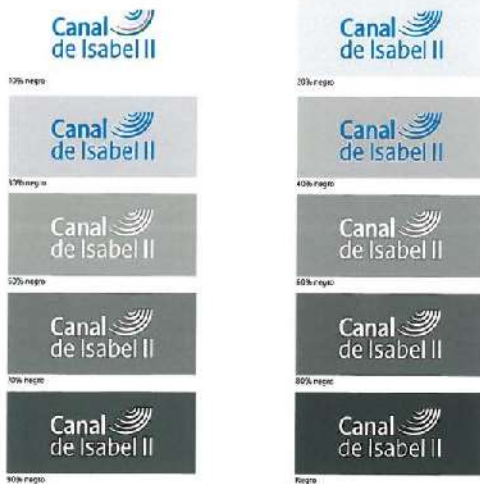 Canal
de Isabel II
10% negro
Canal
de Isabel II
20% negro
Canal
de Isabel II
30% negro
Canal
de Isabel II
40% negro
Canal
de Isabel II
50% negro
Canal
de Isabel II
60% negro
Canal
de Isabel II
70% negro
Canal
de Isabel II
80% negro
Canal
de Isabel II
90% negro
Canal
de Isabel II
Negro